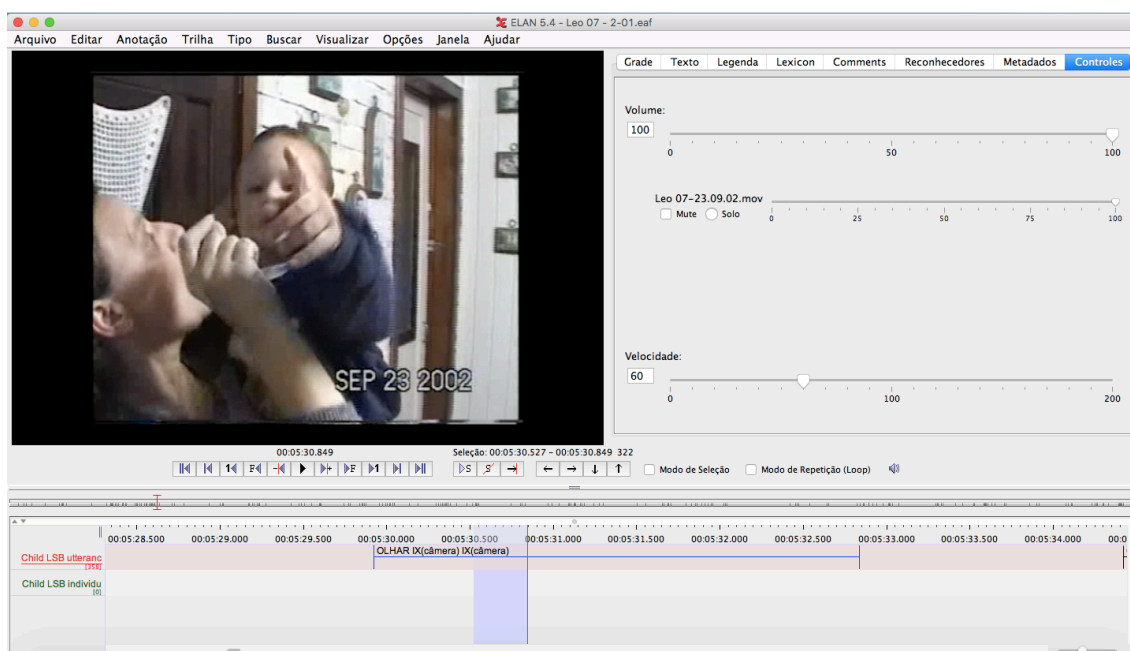 ELAN 5.4 - Leo 07 - 2-01.eaf
Arquivo Editar Anotação Trilha Tipo Buscar Visualizar Opções Janela Ajudar
Grade Texto Legenda Lexicon Comments Reconhecedores Metadados Controles
Volume:
100
0 50 100
Leo 07-23.09.02.mov
Mute Solo
0 25 50 75 100
SEP 23 2002
Velocidade:
60
0 100 200
00:05:30.849
Seleção: 00:05:30.527 - 00:05:30.849 322
Modo de Seleção Modo de Repetição (Loop)
00:05:28.500 00:05:29.000 00:05:29.500 00:05:30.000 00:05:30.500 00:05:31.000 00:05:31.500 00:05:32.000 00:05:32.500 00:05:33.000 00:05:33.500 00:05:34.000 00:0
OLHAR IX(câmera) IX(câmera)
Child LSB utteranc
[358]
Child LSB individu
[0]